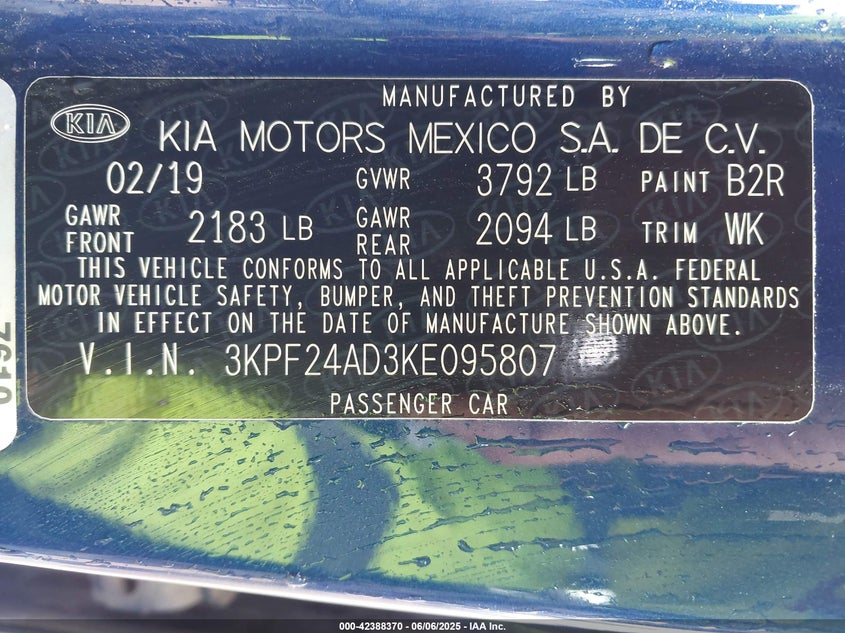 MANUFACTURED BY
KIA
KIA MOTORS MEXICO S.A. DE C.V.
02/19 GVWR 3792 LB PAINT B2R
GAWR FRONT 2183 LB GAWR REAR 2094 LB TRIM WK
THIS VEHICLE CONFORMS TO ALL APPLICABLE U.S.A. FEDERAL
MOTOR VEHICLE SAFETY, BUMPER, AND THEFT PREVENTION STANDARDS
IN EFFECT ON THE DATE OF MANUFACTURE SHOWN ABOVE.
V.I.N. 3KPF24AD3KE095807
PASSENGER CAR
000-42388370 - 06/06/2025 - IAA Inc.